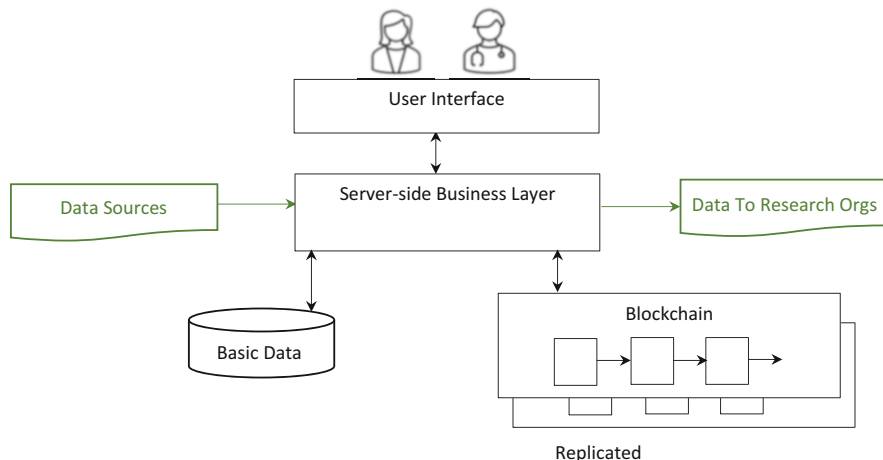 User Interface
Server-side Business Layer
Data Sources
Data To Research Orgs
Blockchain
Basic Data
Replicated